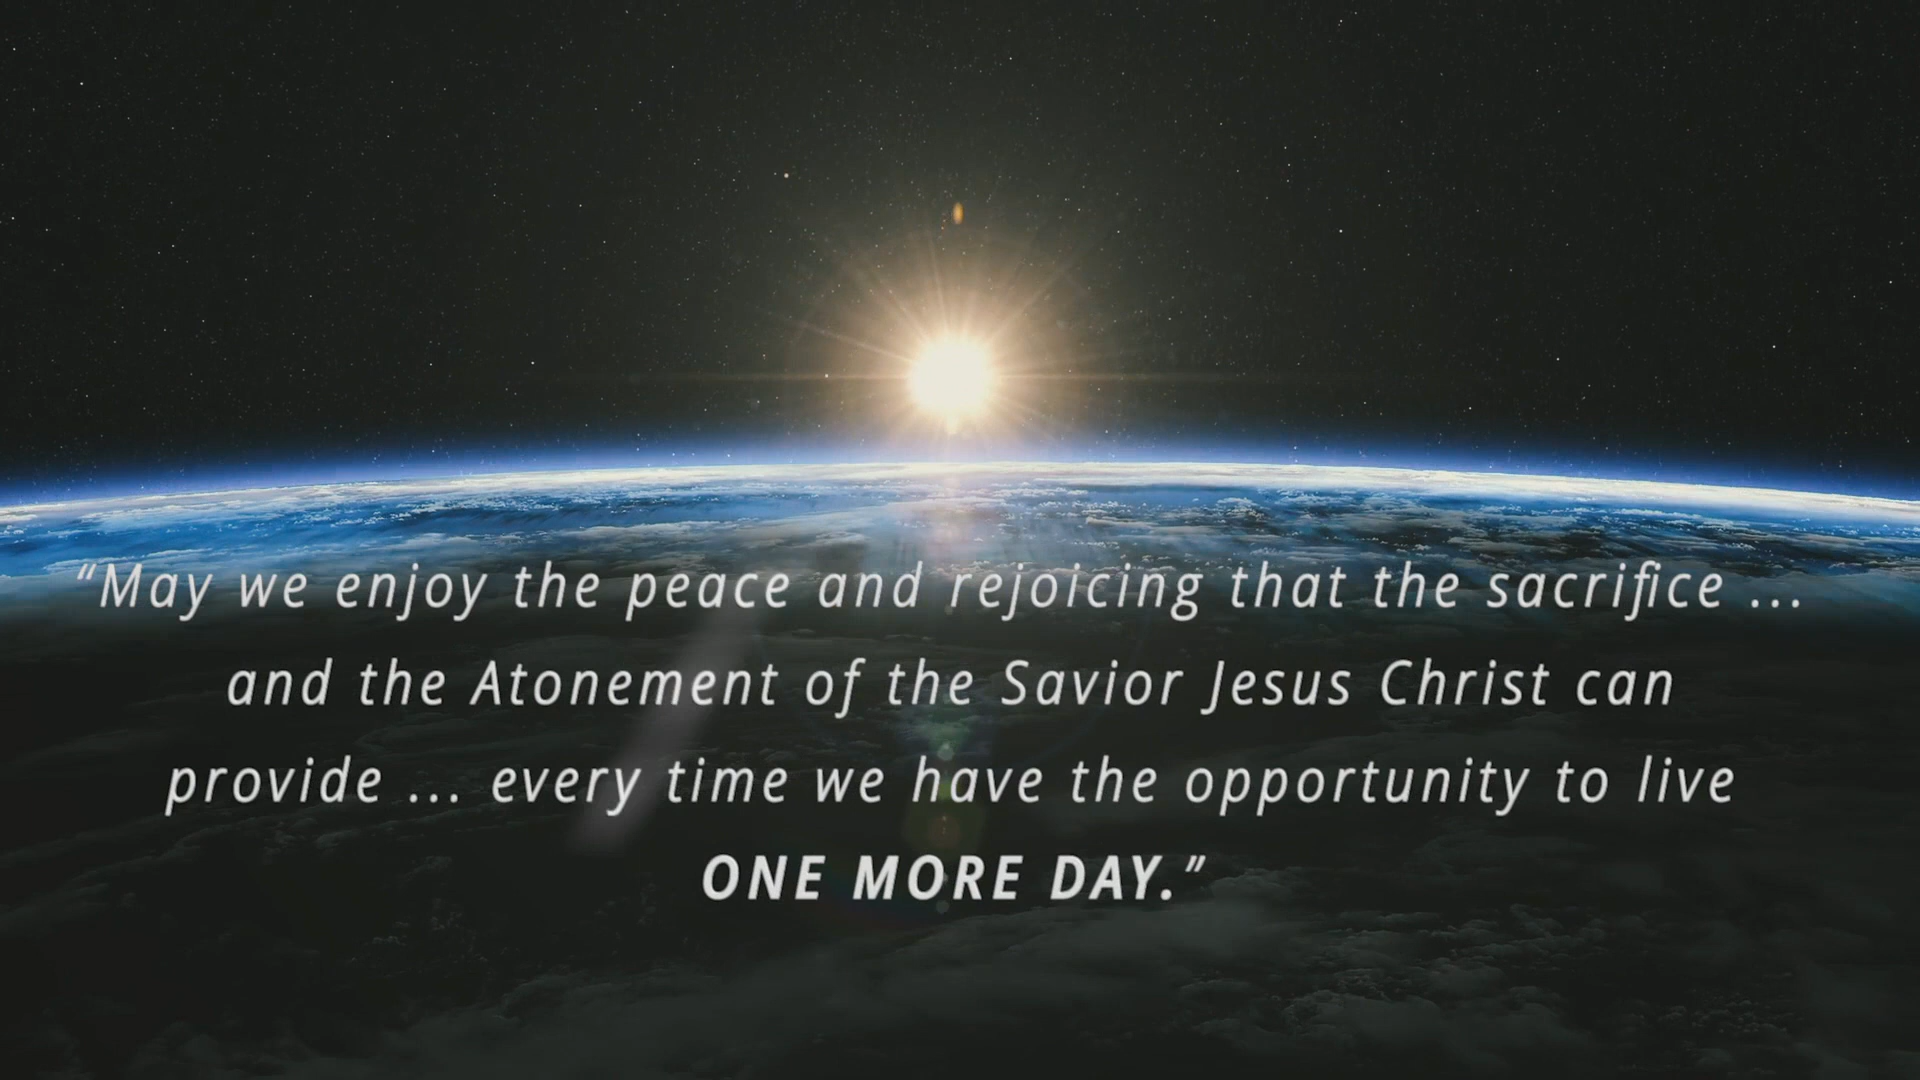 “May we enjoy the peace and rejoicing that the sacrifice ...
and the Atonement of the Savior Jesus Christ can
provide ... every time we have the opportunity to live
ONE MORE DAY.”